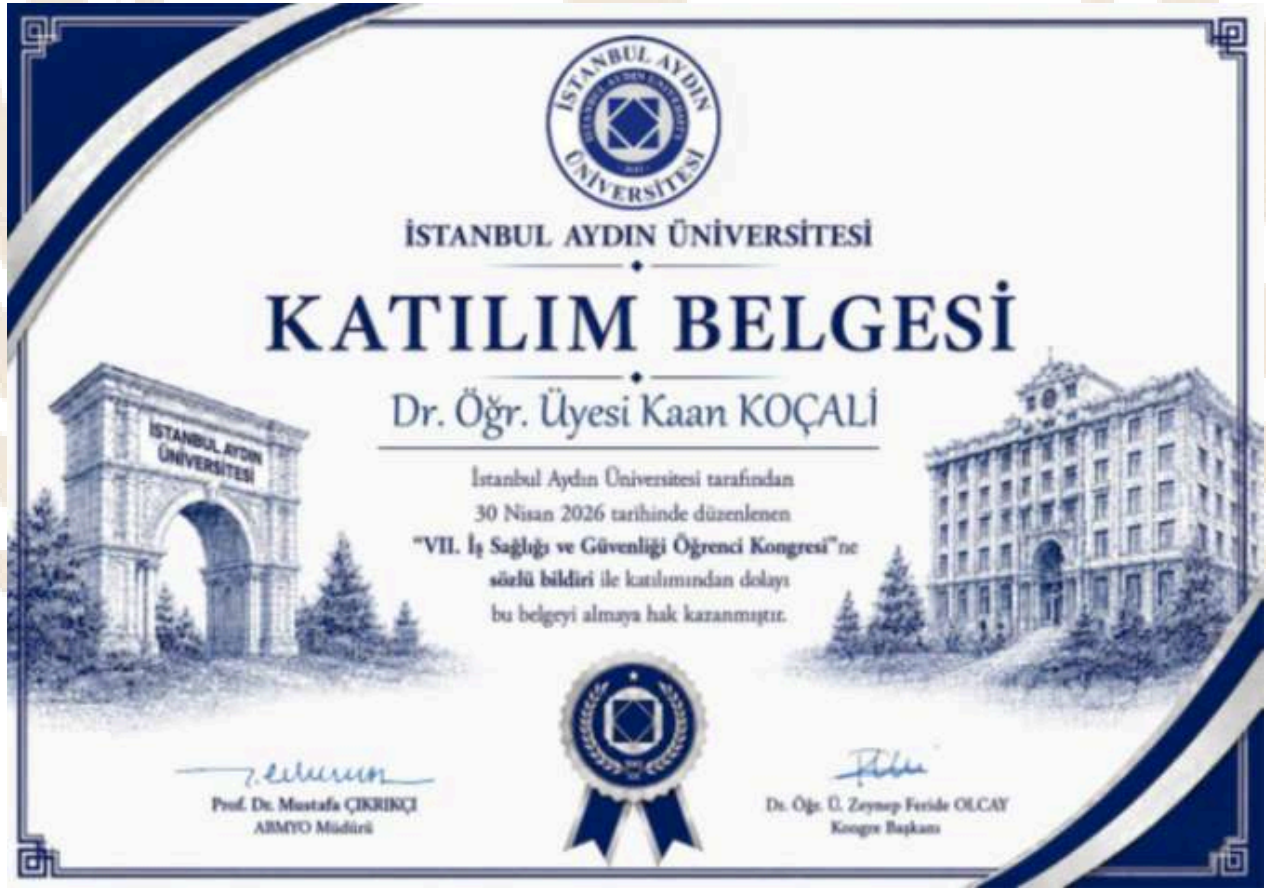 İSTANBUL AYDIN
ÜNİVERSİTESİ
İSTANBUL AYDIN ÜNİVERSİTESİ
KATILIM BELGESİ
Dr. Öğr. Üyesi Kaan KOÇALİ
İSTANBUL AYDIN
ÜNİVERSİTESİ
İstanbul Aydın Üniversitesi tarafından
30 Nisan 2026 tarihinde düzenlenen
"VII. İş Sağlığı ve Güvenliği Öğrenci Kongresi"ne
sözlü bildiri ile katılımından dolayı
bu belgeyi almaya hak kazanmıştır.
Prof. Dr. Mustafa ÇIKRIKÇI
ABMYO Müdürü
Dr. Öğr. Ü. Zeynep Feride OLCAY
Kongre Başkanı